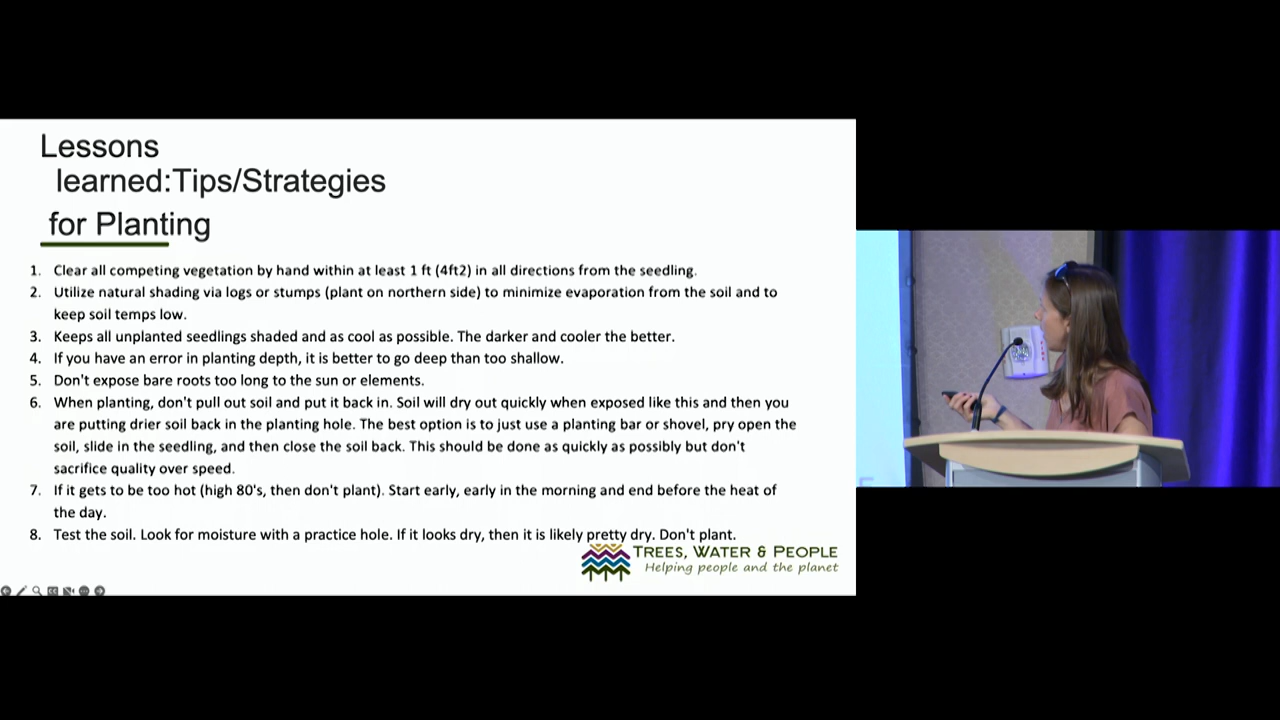 Lessons
learned:Tips/Strategies
for Planting
1. Clear all competing vegetation by hand within at least 1 ft (4ft2) in all directions from the seedling.
2. Utilize natural shading via logs or stumps (plant on northern side) to minimize evaporation from the soil and to
keep soil temps low.
3. Keeps all unplanted seedlings shaded and as cool as possible. The darker and cooler the better.
4. If you have an error in planting depth, it is better to go deep than too shallow.
5. Don't expose bare roots too long to the sun or elements.
6. When planting, don't pull out soil and put it back in. Soil will dry out quickly when exposed like this and then you
are putting drier soil back in the planting hole. The best option is to just use a planting bar or shovel, pry open the
soil, slide in the seedling, and then close the soil back. This should be done as quickly as possibly but don't
sacrifice quality over speed.
7. If it gets to be too hot (high 80's, then don't plant). Start early, early in the morning and end before the heat of
the day.
8. Test the soil. Look for moisture with a practice hole. If it looks dry, then it is likely pretty dry. Don't plant.
TREES, WATER & PEOPLE
Helping people and the planet